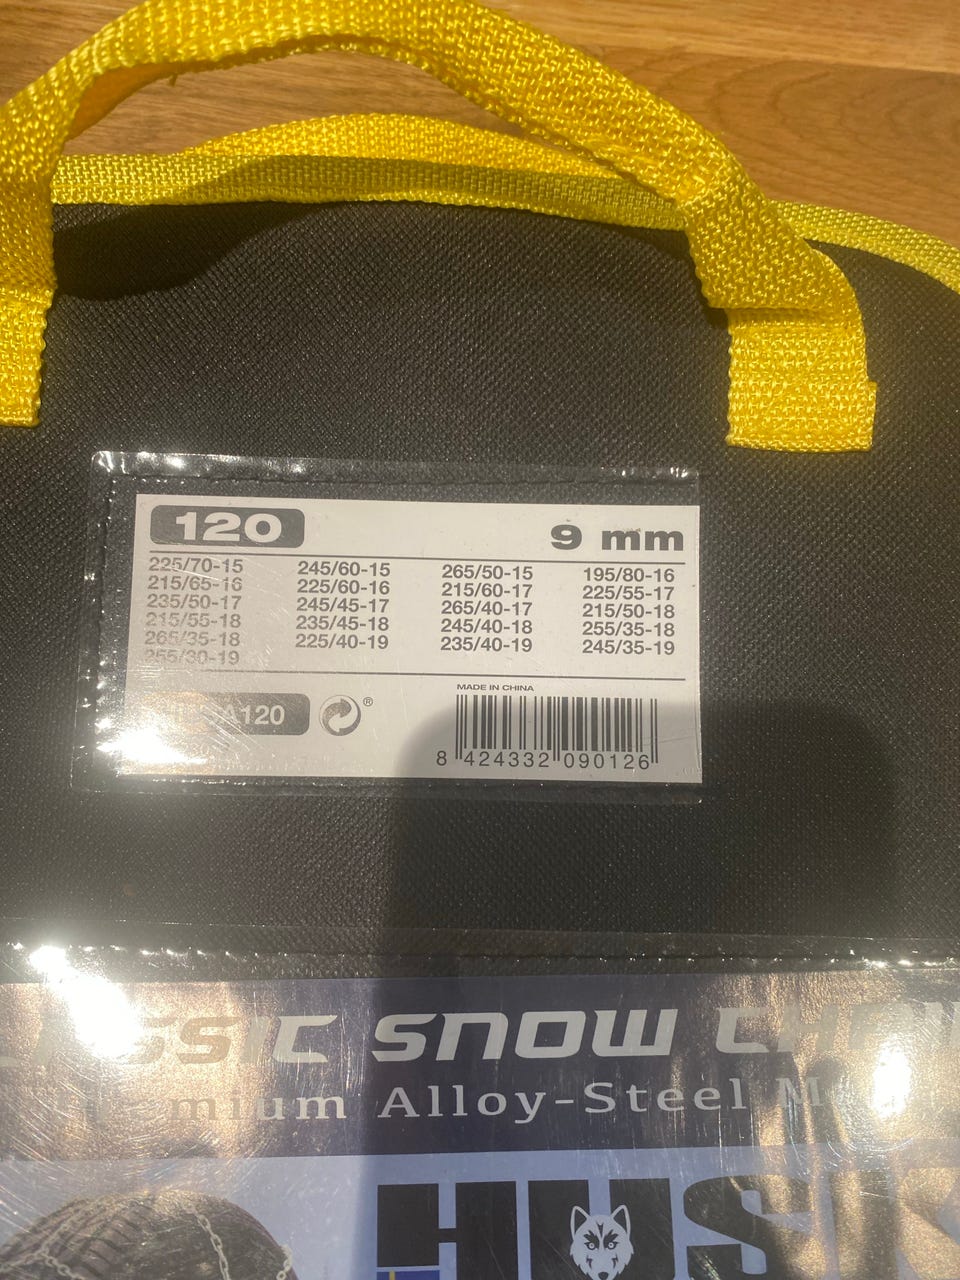 120 9 mm
225/70-15 245/60-15 265/50-15 195/80-16
215/65-16 225/60-16 215/60-17 225/55-17
235/50-17 245/45-17 265/40-17 215/50-18
215/55-18 235/45-18 245/40-18 255/35-18
265/35-18 225/40-19 235/40-19 245/35-19
255/30-19
A120 ®
MADE IN CHINA
8 424332 090126
CLASSIC SNOW
Alloy-Steel